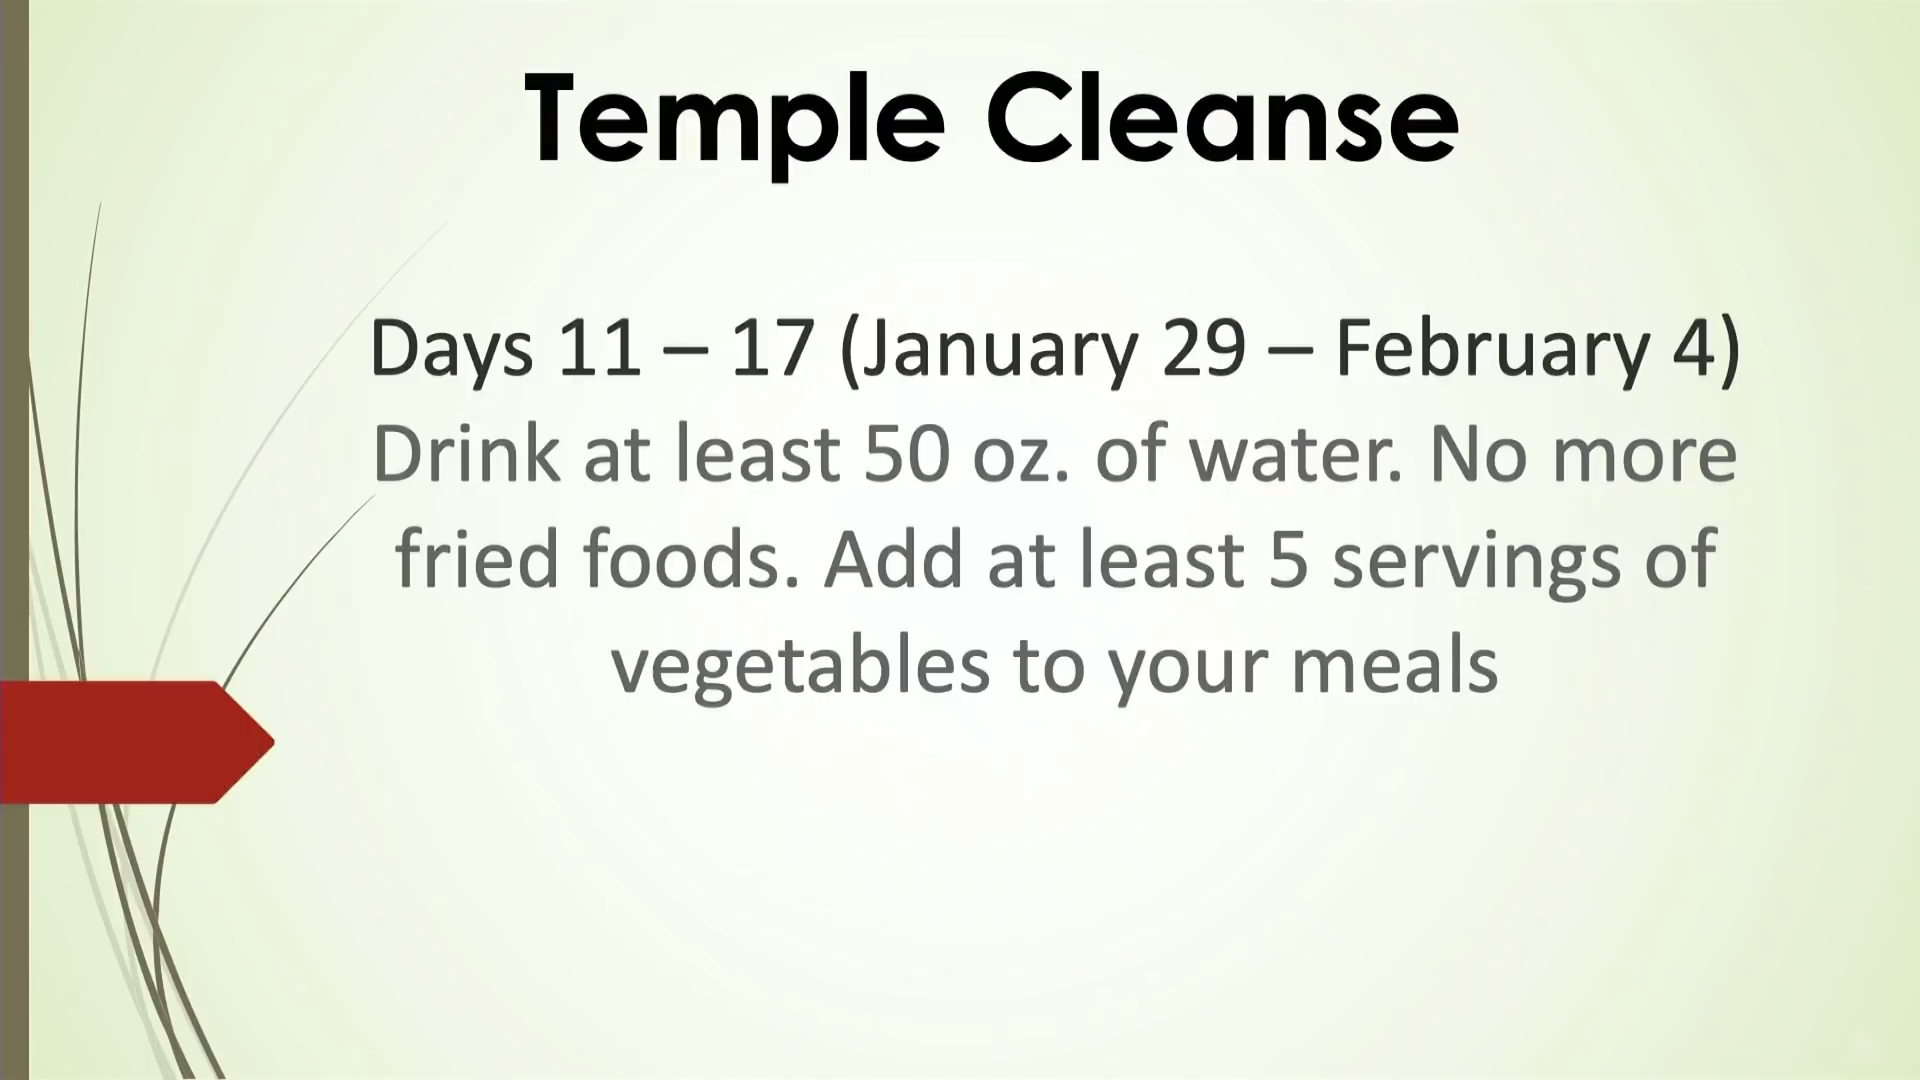 Temple Cleanse
Days 11 – 17 (January 29 – February 4)
Drink at least 50 oz. of water. No more
fried foods. Add at least 5 servings of
vegetables to your meals